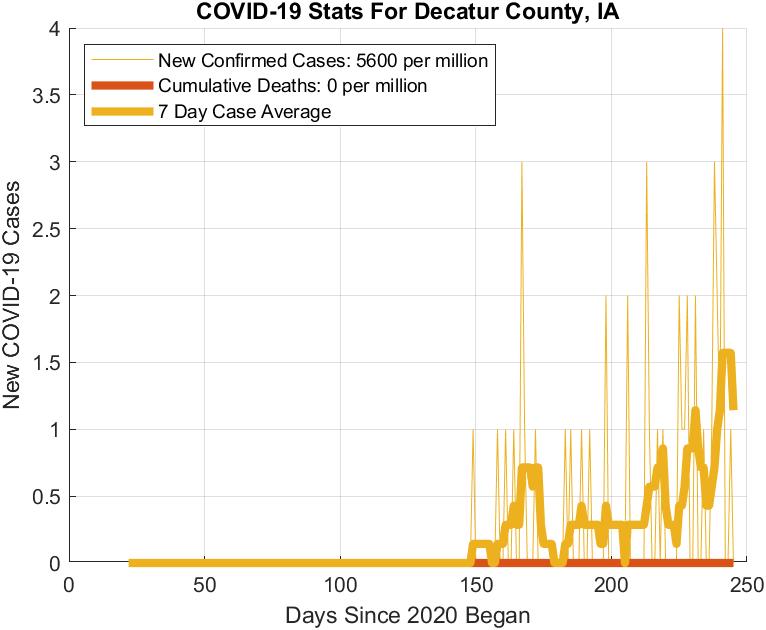 COVID-19 Stats For Decatur County, IA
New Confirmed Cases: 5600 per million
Cumulative Deaths: 0 per million
7 Day Case Average
New COVID-19 Cases
4
3.5
3
2.5
2
1.5
1
0.5
0
0 50 100 150 200 250
Days Since 2020 Began